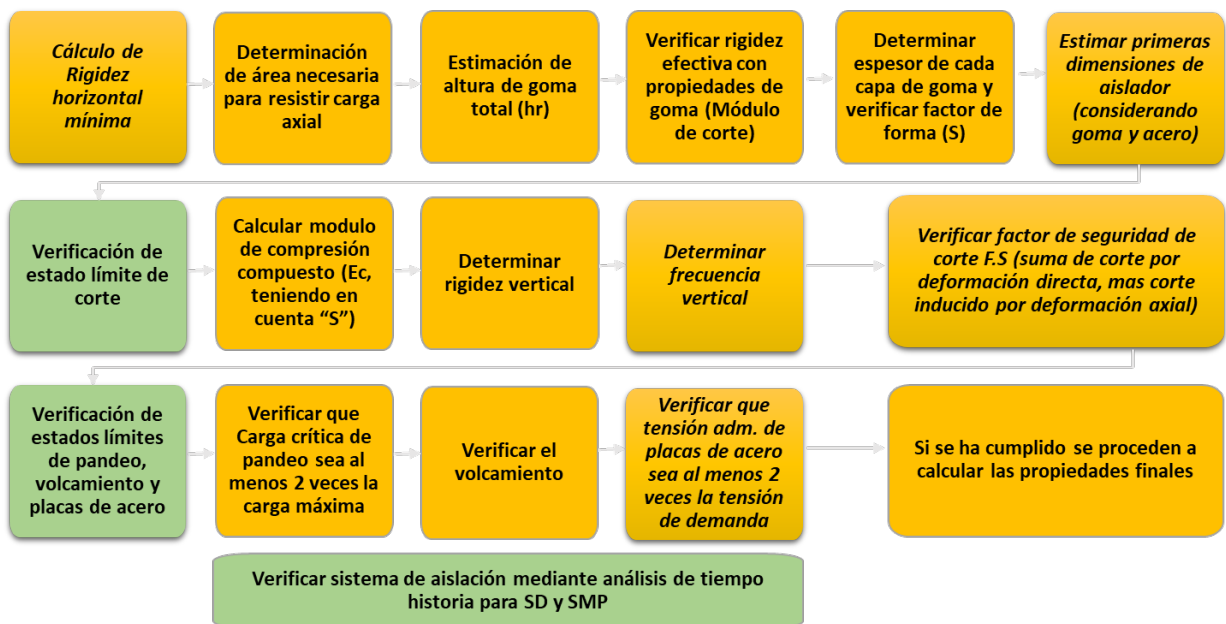 Cálculo de
Rigidez
horizontal
mínima
Determinación
de área necesaria
para resistir carga
axial
Estimación de
altura de goma
total (hr)
Verificar rigidez
efectiva con
propiedades de
goma (Módulo
de corte)
Determinar
espesor de cada
capa de goma y
verificar factor de
forma (S)
Estimar primeras
dimensiones de
aislador
(considerando
goma y acero)
Verificación de
estado límite de
corte
Calcular modulo
de compresión
compuesto (Ec,
teniendo en
cuenta “S”)
Determinar
rigidez vertical
Determinar
frecuencia
vertical
Verificar factor de seguridad de
corte F.S (suma de corte por
deformación directa, mas corte
inducido por deformación axial)
Verificación de
estados límites
de pandeo,
volcamiento y
placas de acero
Verificar que
Carga crítica de
pandeo sea al
menos 2 veces la
carga máxima
Verificar el
volcamiento
Verificar que
tensión adm. de
placas de acero
sea al menos 2
veces la tensión
de demanda
Si se ha cumplido se proceden a
calcular las propiedades finales
Verificar sistema de aislación mediante análisis de tiempo
historia para SD y SMP